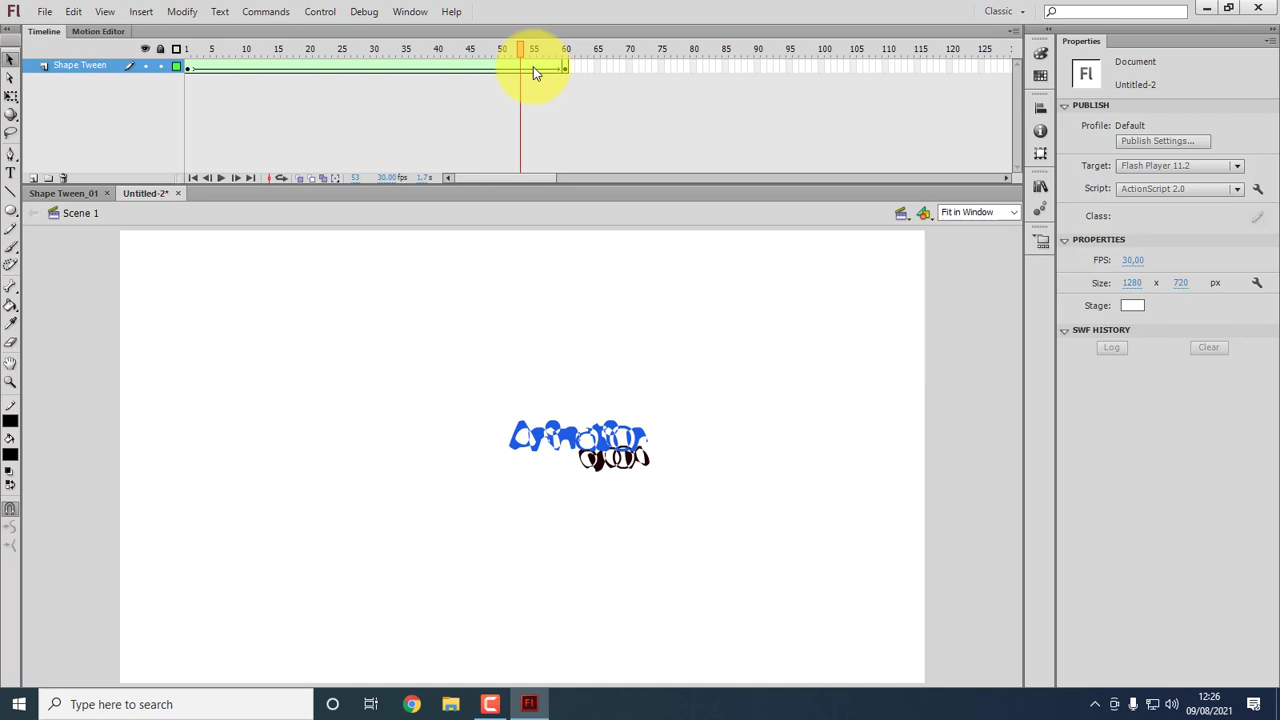 Fl File Edit View Insert Modify Text Commands Control Debug Window Help Classic
Timeline Motion Editor Properties
1 5 10 15 20 25 30 35 40 45 50 55 60 65 70 75 80 85 90 95 100 105 110 115 120 125 1
Shape Tween
Fl Document
Untitled-2
PUBLISH
Profile: Default
Publish Settings...
Target: Flash Player 11.2
53 30,00 fps 1,7 s
Script: ActionScript 2.0
Shape Tween_01 × Untitled-2* ×
Scene 1 Fit in Window
Class:
PROPERTIES
FPS: 30,00
Size: 1280 x 720 px
Stage:
SWF HISTORY
Log Clear
Type here to search
Fl
12:26
09/08/2021